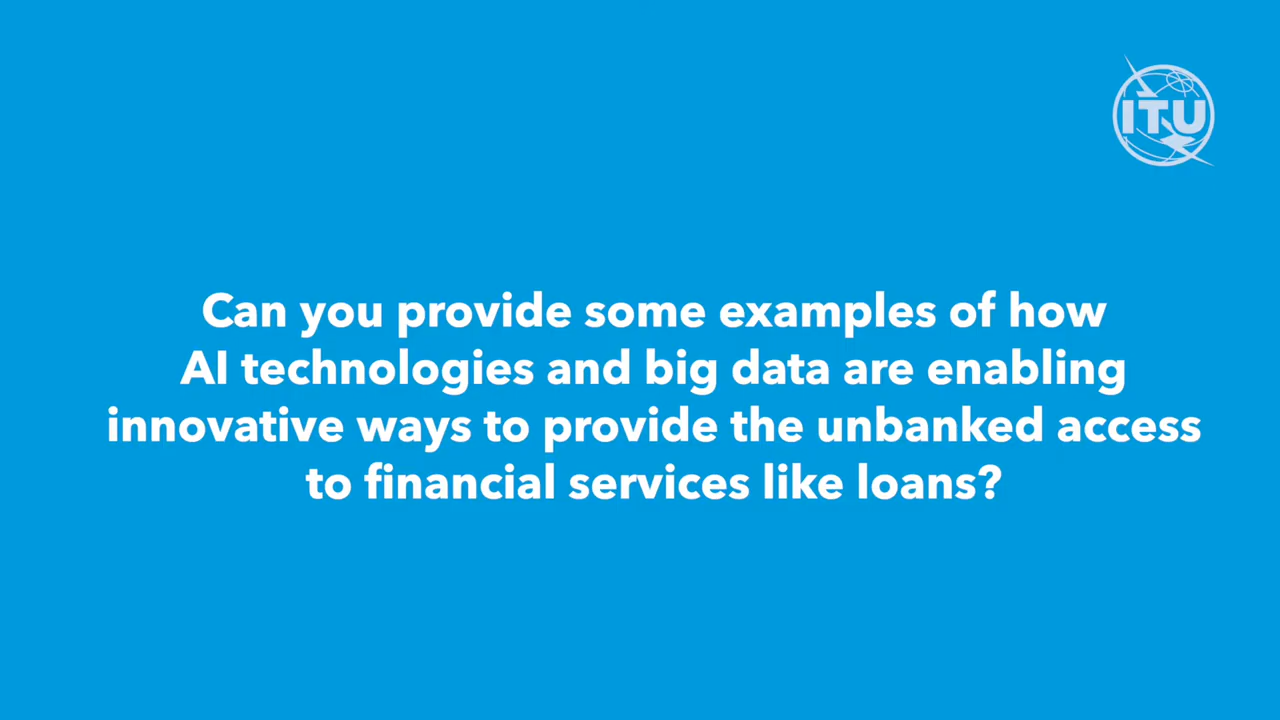 ITU
Can you provide some examples of how
AI technologies and big data are enabling
innovative ways to provide the unbanked access
to financial services like loans?